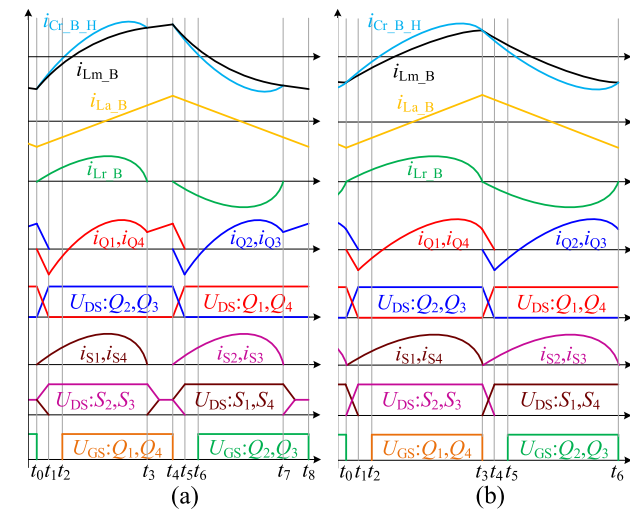 iCr_B_H
iLm_B
iLa_B
iLr_B
iQ1,iQ4 iQ2,iQ3
UDS:Q2,Q3 UDS:Q1,Q4
iS1,iS4 iS2,iS3
UDS:S2,S3 UDS:S1,S4
UGS:Q1,Q4 UGS:Q2,Q3
t0 t1 t2 t3 t4 t5 t6 t7 t8
(a)
iCr_B_H
iLm_B
iLa_B
iLr_B
iQ1,iQ4 iQ2,iQ3
UDS:Q2,Q3 UDS:Q1,Q4
iS1,iS4 iS2,iS3
UDS:S2,S3 UDS:S1,S4
UGS:Q1,Q4 UGS:Q2,Q3
t0 t1 t2 t3 t4 t5 t6
(b)